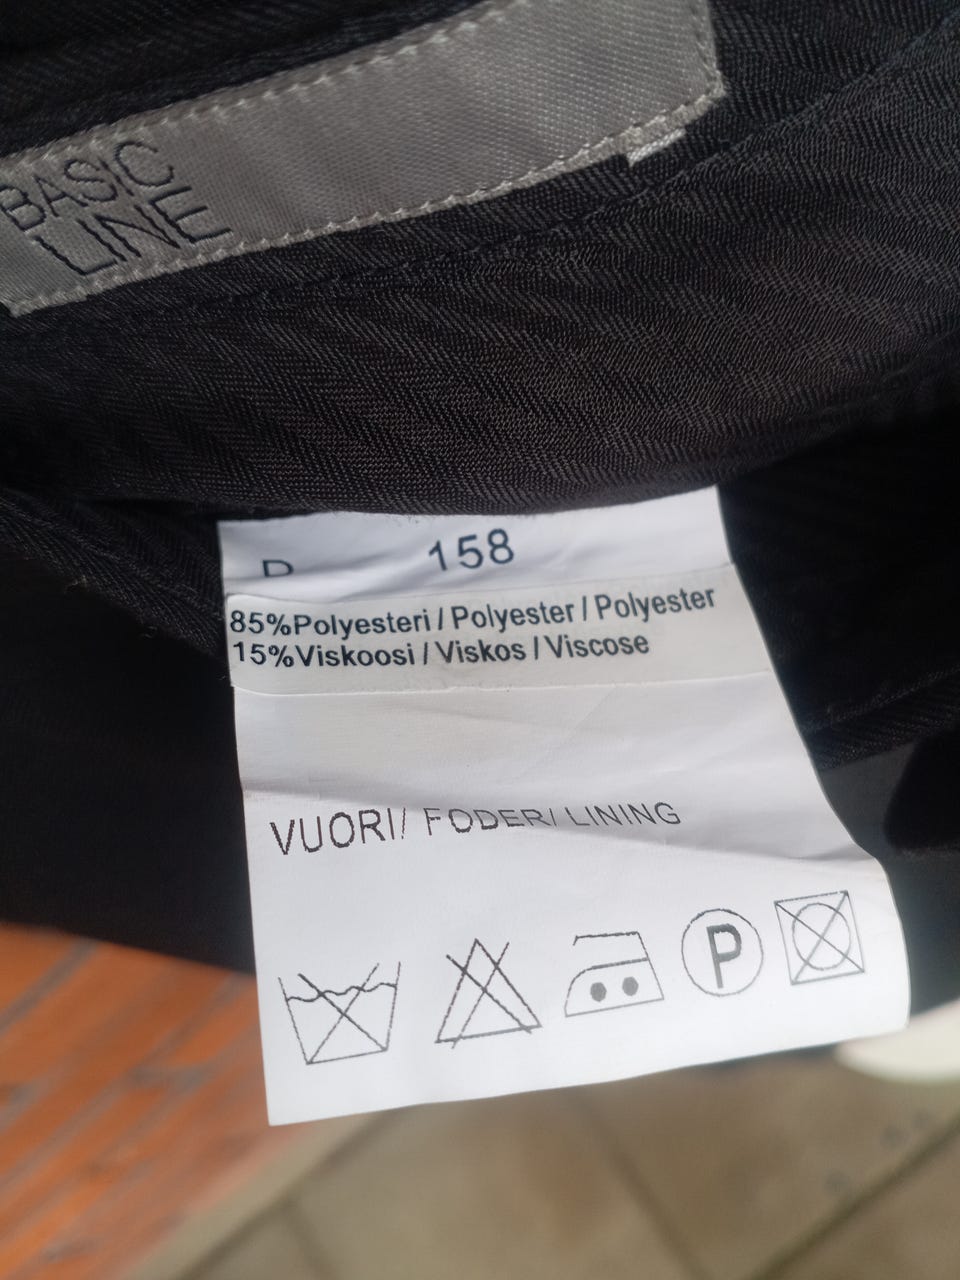 BASIC
LINE
D 158
85%Polyesteri / Polyester / Polyester
15%Viskoosi / Viskos / Viscose
VUORI/ FODER/ LINING
P